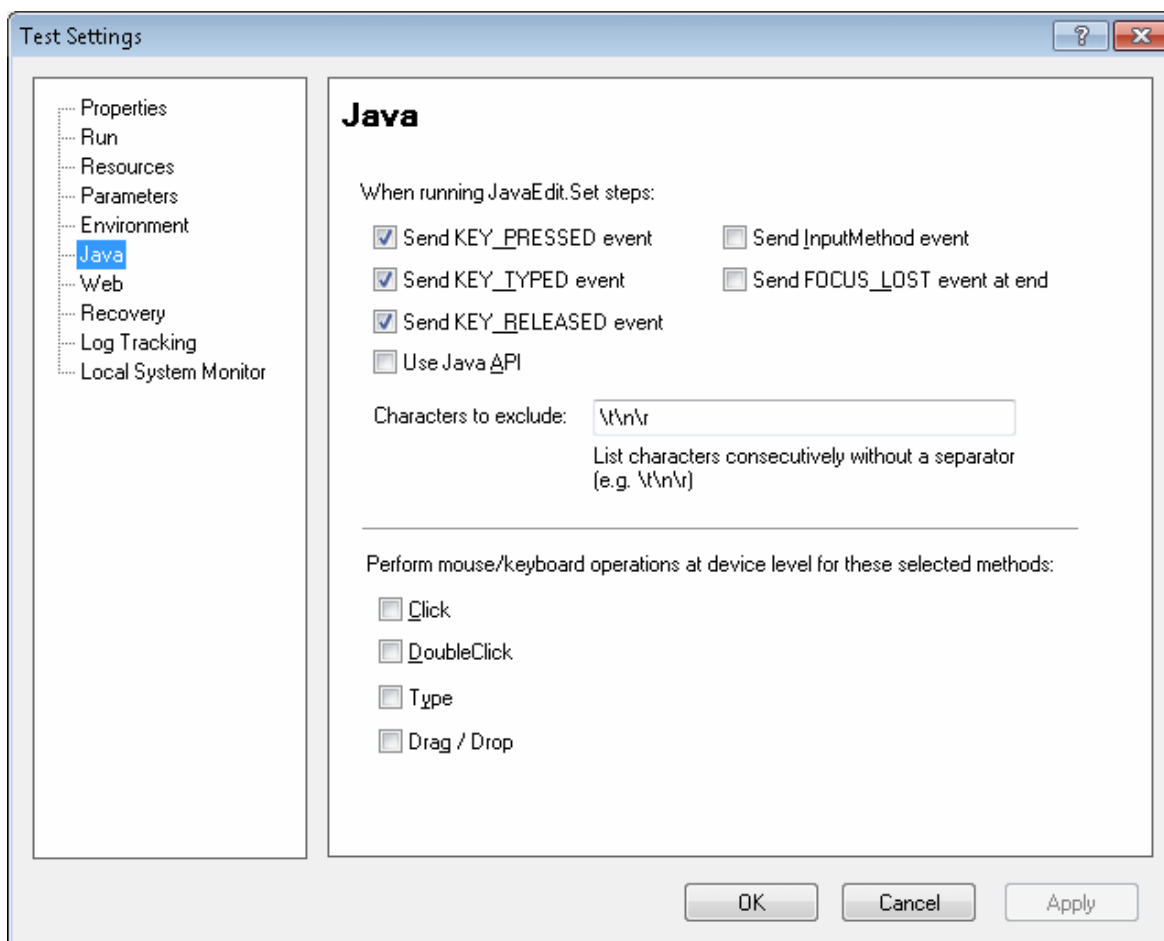 Test Settings
?
Properties
Run
Resources
Parameters
Environment
Java
Web
Recovery
Log Tracking
Local System Monitor
Java
When running JavaEdit.Set steps:
Send KEY_PRESSED event
Send InputMethod event
Send KEY_TYPED event
Send FOCUS_LOST event at end
Send KEY_RELEASED event
Use Java API
Characters to exclude: \t\n\r
List characters consecutively without a separator
(e.g. \t\n\r)
Perform mouse/keyboard operations at device level for these selected methods:
Click
DoubleClick
Type
Drag / Drop
OK Cancel Apply